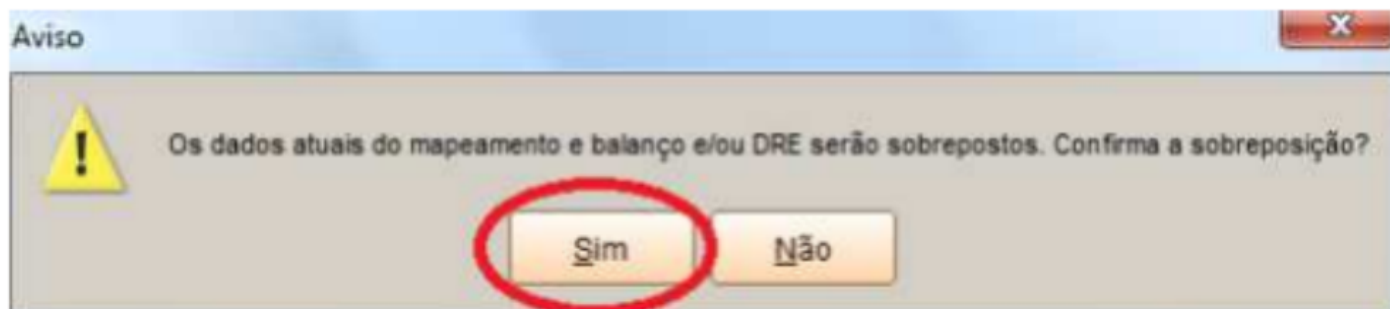 Aviso
Os dados atuais do mapeamento e balanço e/ou DRE serão sobrepostos. Confirma a sobreposição?
Sim Não